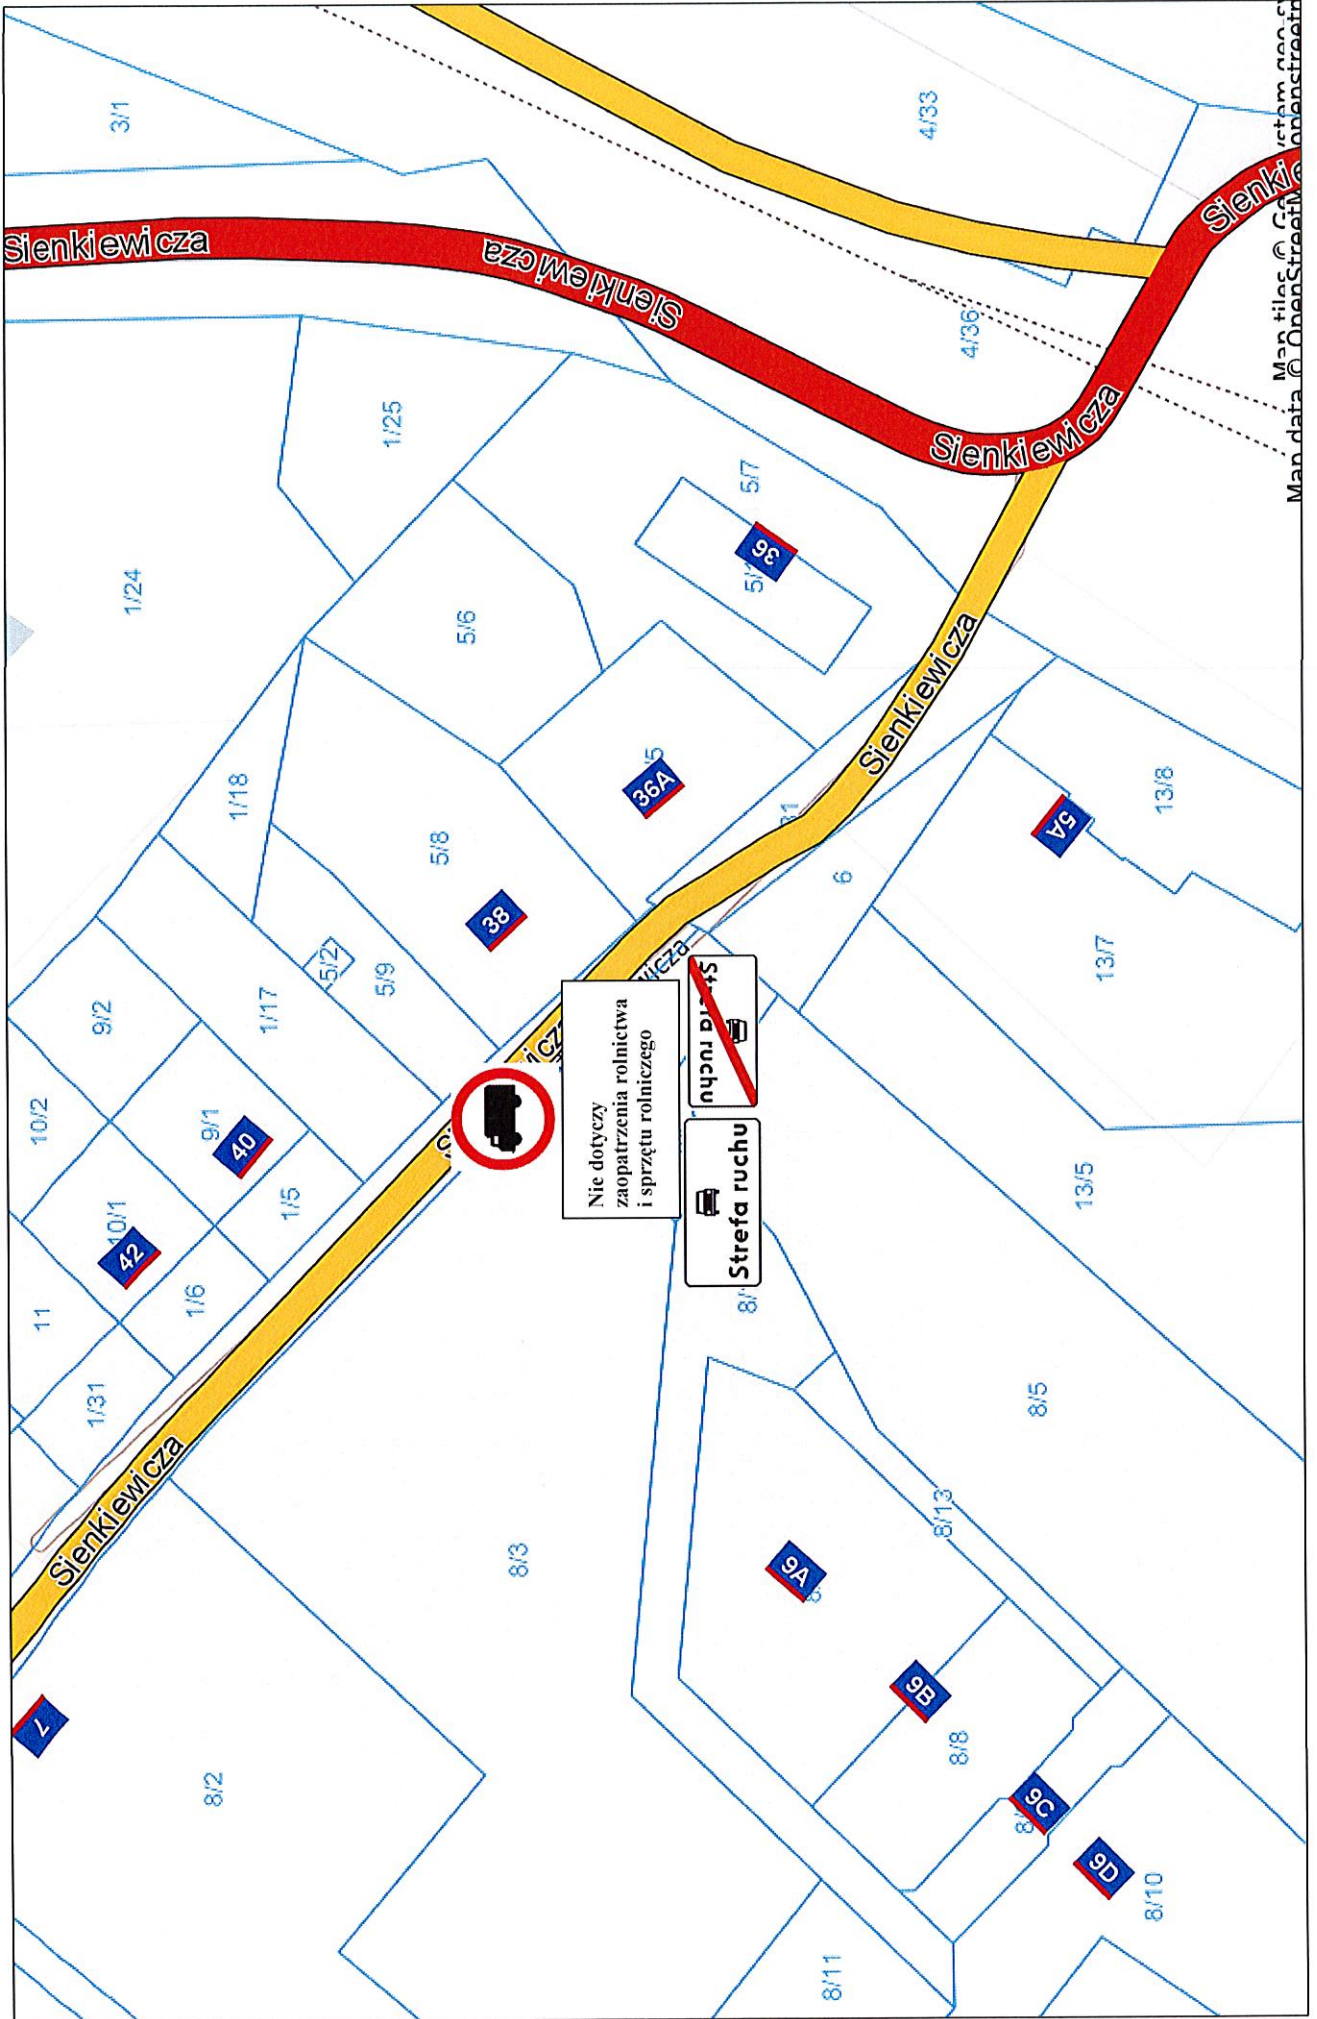 3/1
Sienkiewicza
Sienkiewicza
4/33
Sienki
4/36
Sienkiewicza
1/25
1/24
5/7
36
5/6
1/18
5/8
36A
38
Sienkiewicza
6
5A
13/8
13/7
5/2
5/9
1/17
9/2
10/2
9/1
40
1/5
10/1
42
1/6
11
1/31
Sienkiewicza
Nie dotyczy
zaopatrzenia rolnictwa
i sprzętu rolniczego
Strefa ruchu
Strefa ruchu
13/5
8/5
8/3
8/13
9A
9B
8/8
9C
9D
8/10
8/11
8/2
7
Map tiles ©
Map data © OpenStreetM